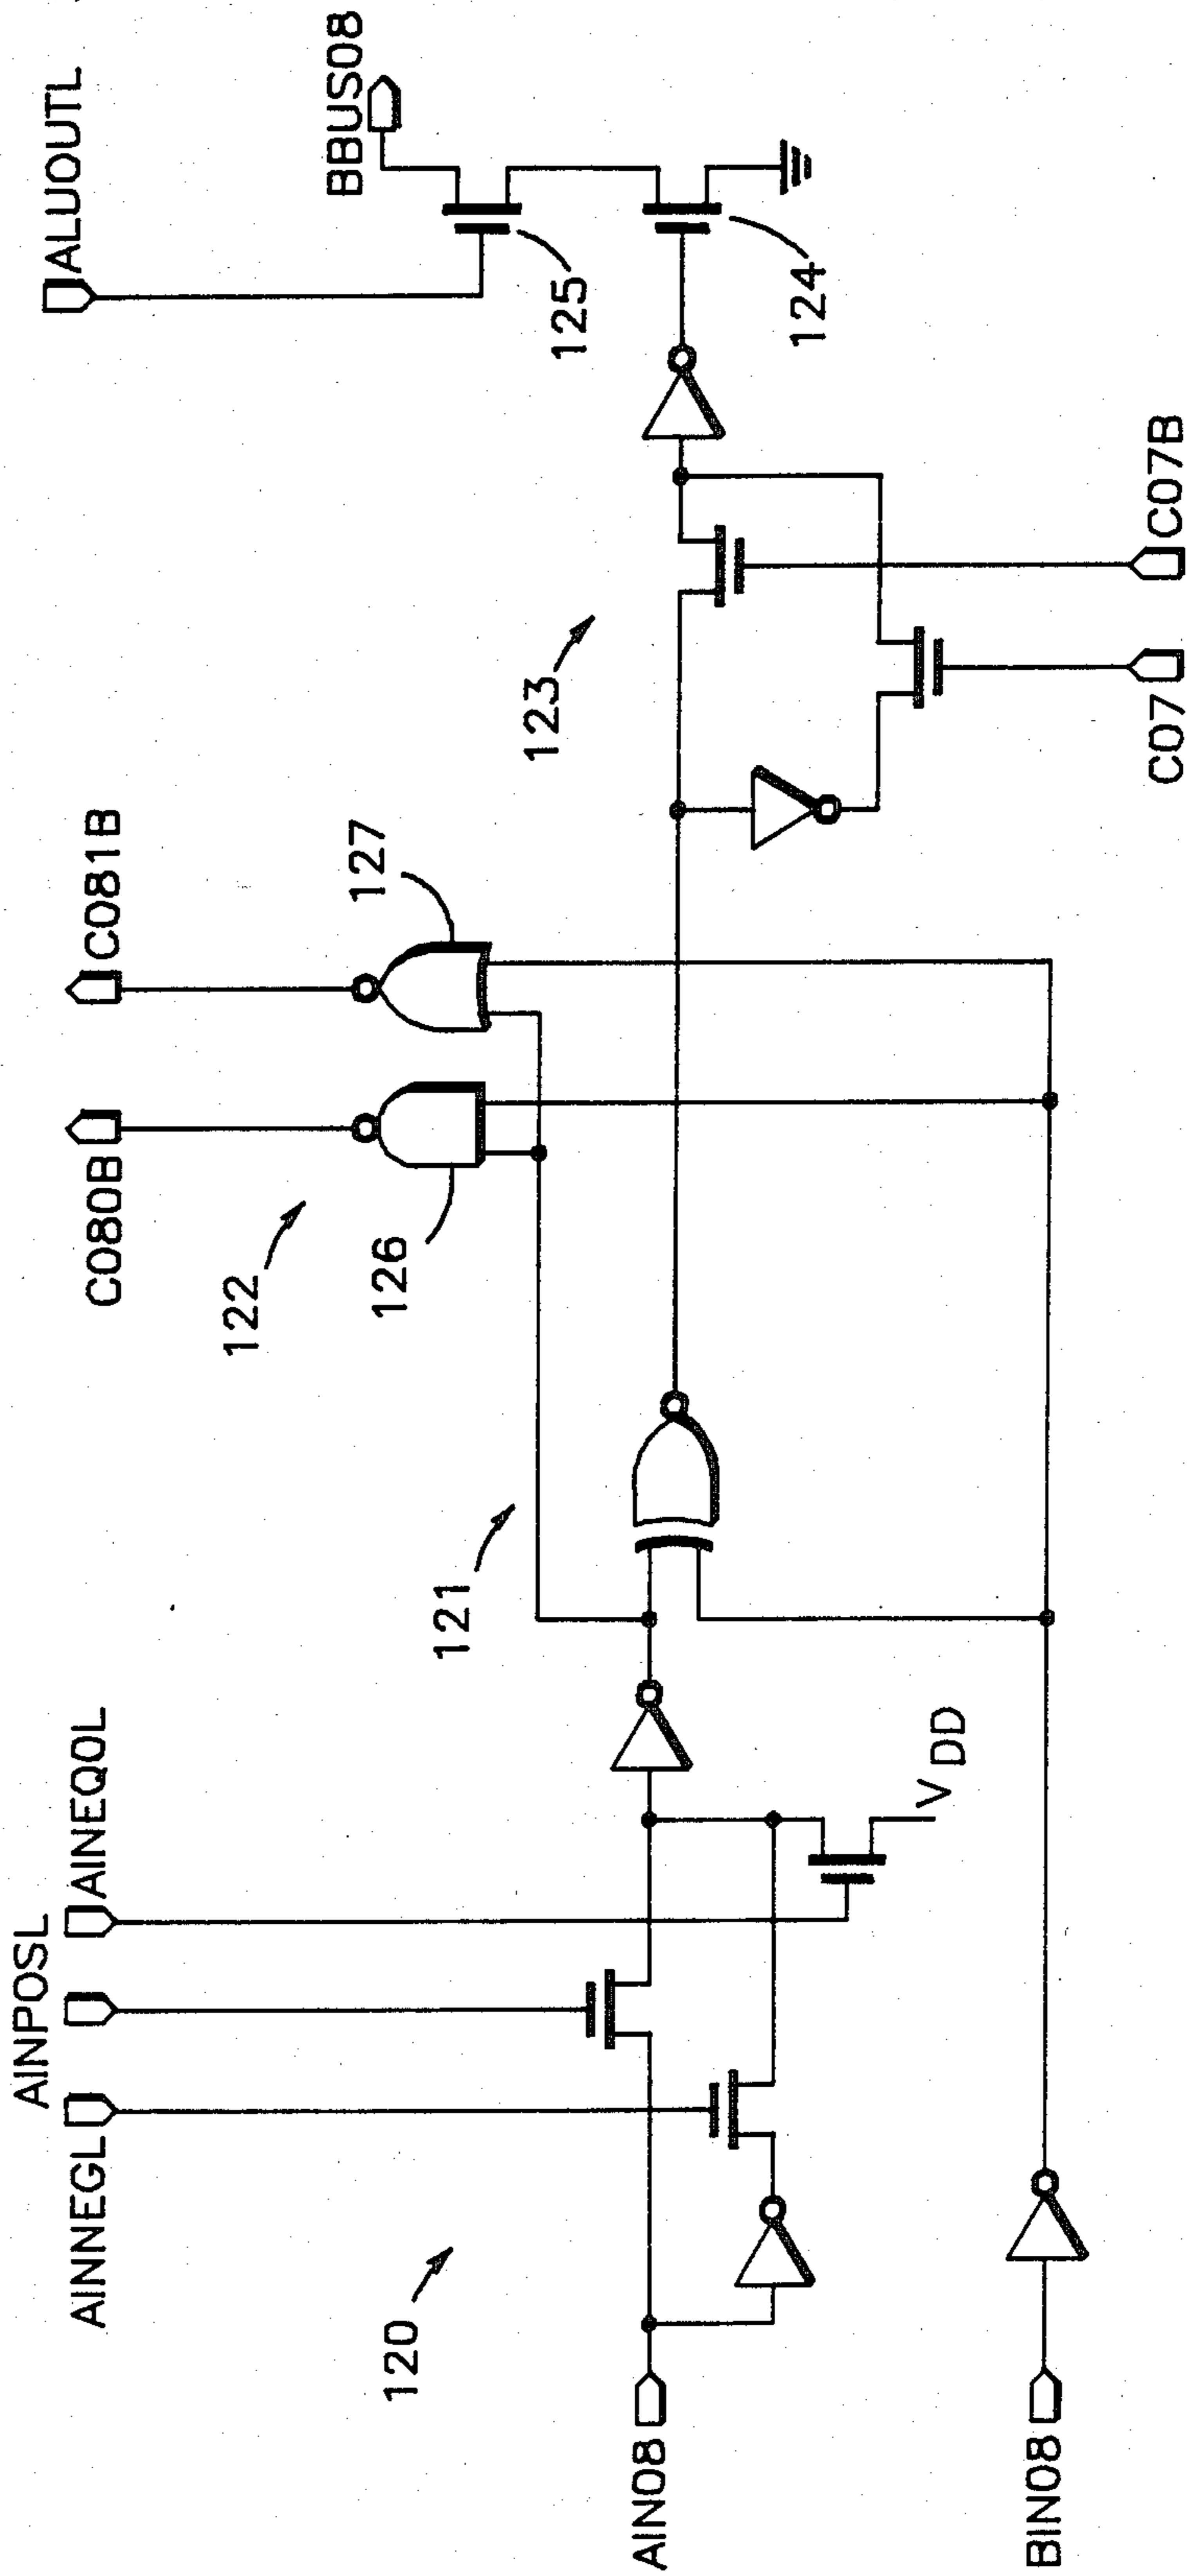 ALUOUTL
BBUS08
125
124
C081B
127
C080B
126
122
123
C07B
C07
121
AINEQOL
AINPOSL
AINNEGL
VDD
120
AIN08
BIN08